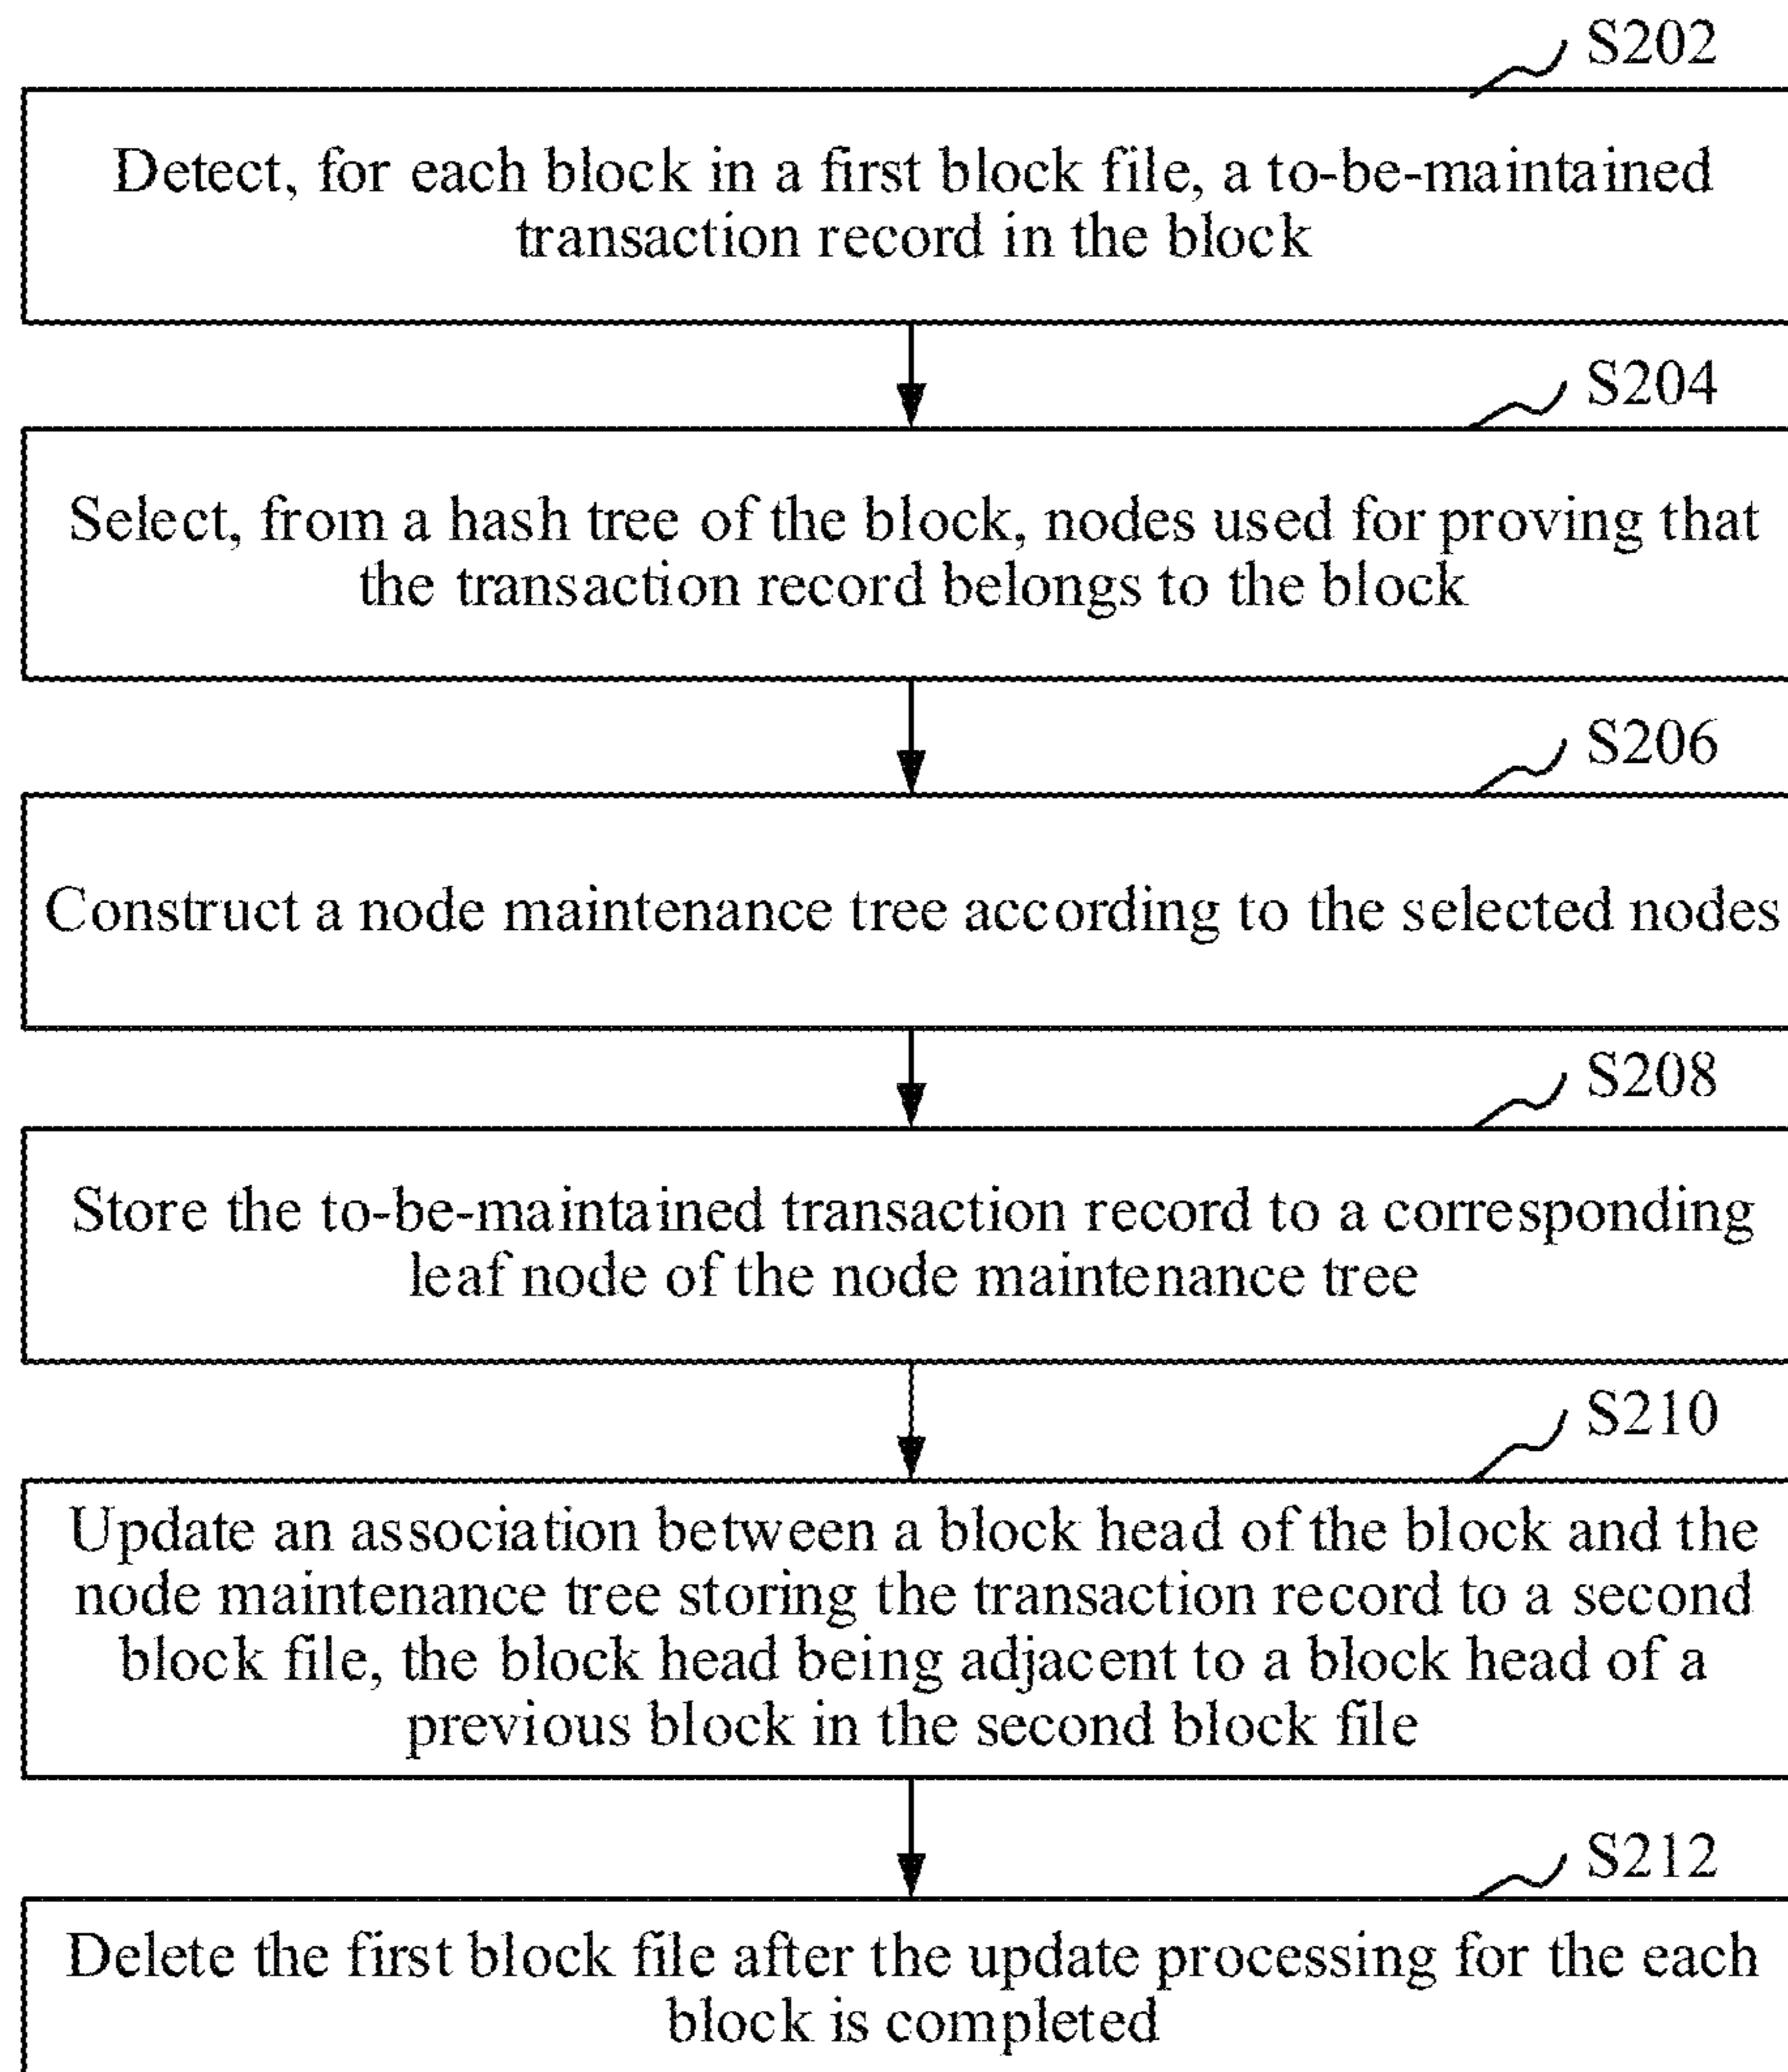 S202
Detect, for each block in a first block file, a to-be-maintained
transaction record in the block
S204
Select, from a hash tree of the block, nodes used for proving that
the transaction record belongs to the block
S206
Construct a node maintenance tree according to the selected nodes
S208
Store the to-be-maintained transaction record to a corresponding
leaf node of the node maintenance tree
S210
Update an association between a block head of the block and the
node maintenance tree storing the transaction record to a second
block file, the block head being adjacent to a block head of a
previous block in the second block file
S212
Delete the first block file after the update processing for the each
block is completed